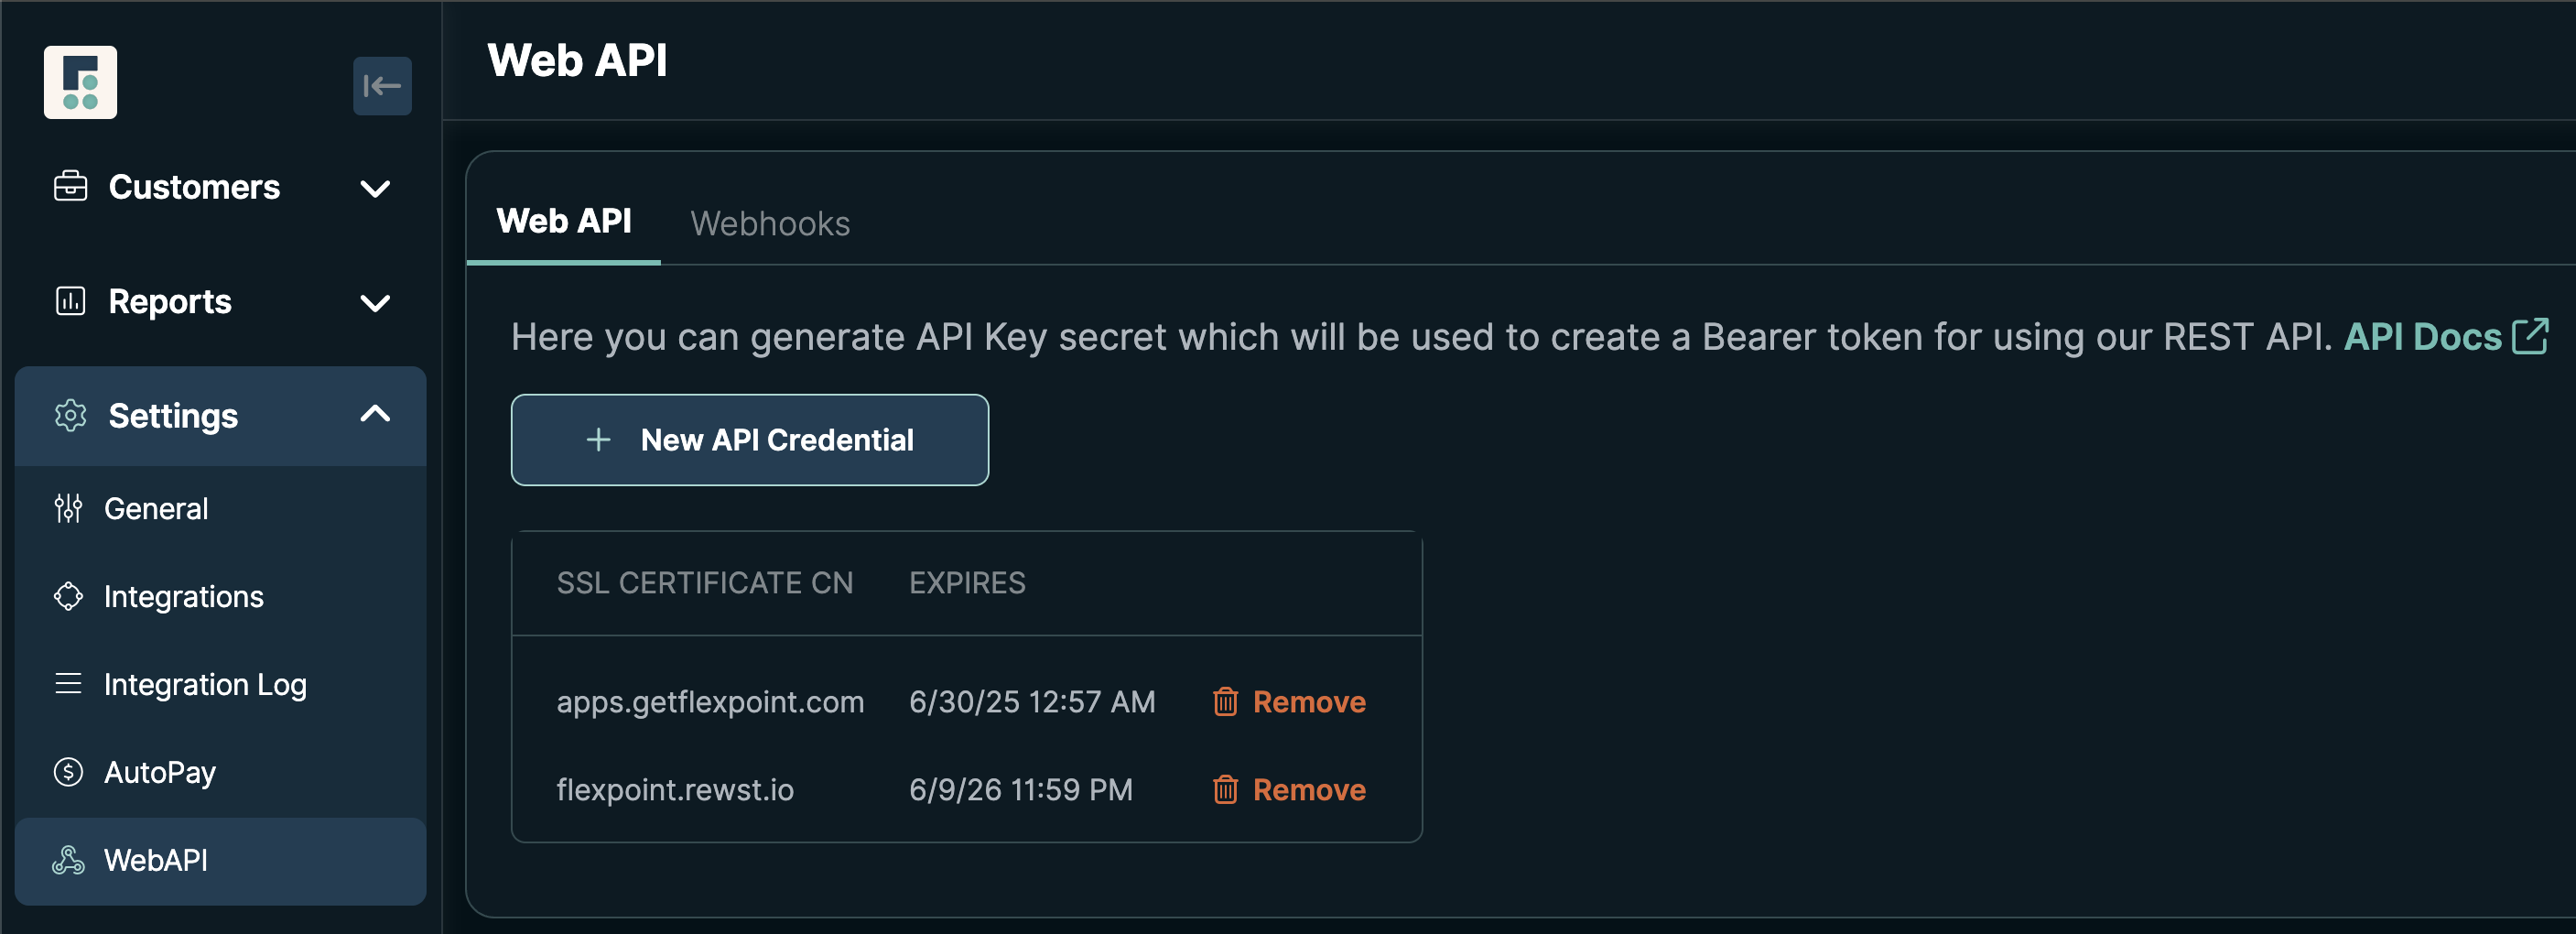 Web API
Customers
Reports
Settings
General
Integrations
Integration Log
AutoPay
WebAPI
Web API
Webhooks
Here you can generate API Key secret which will be used to create a Bearer token for using our REST API. API Docs
+ New API Credential
SSL CERTIFICATE CN EXPIRES
apps.getflexpoint.com 6/30/25 12:57 AM Remove
flexpoint.rewst.io 6/9/26 11:59 PM Remove